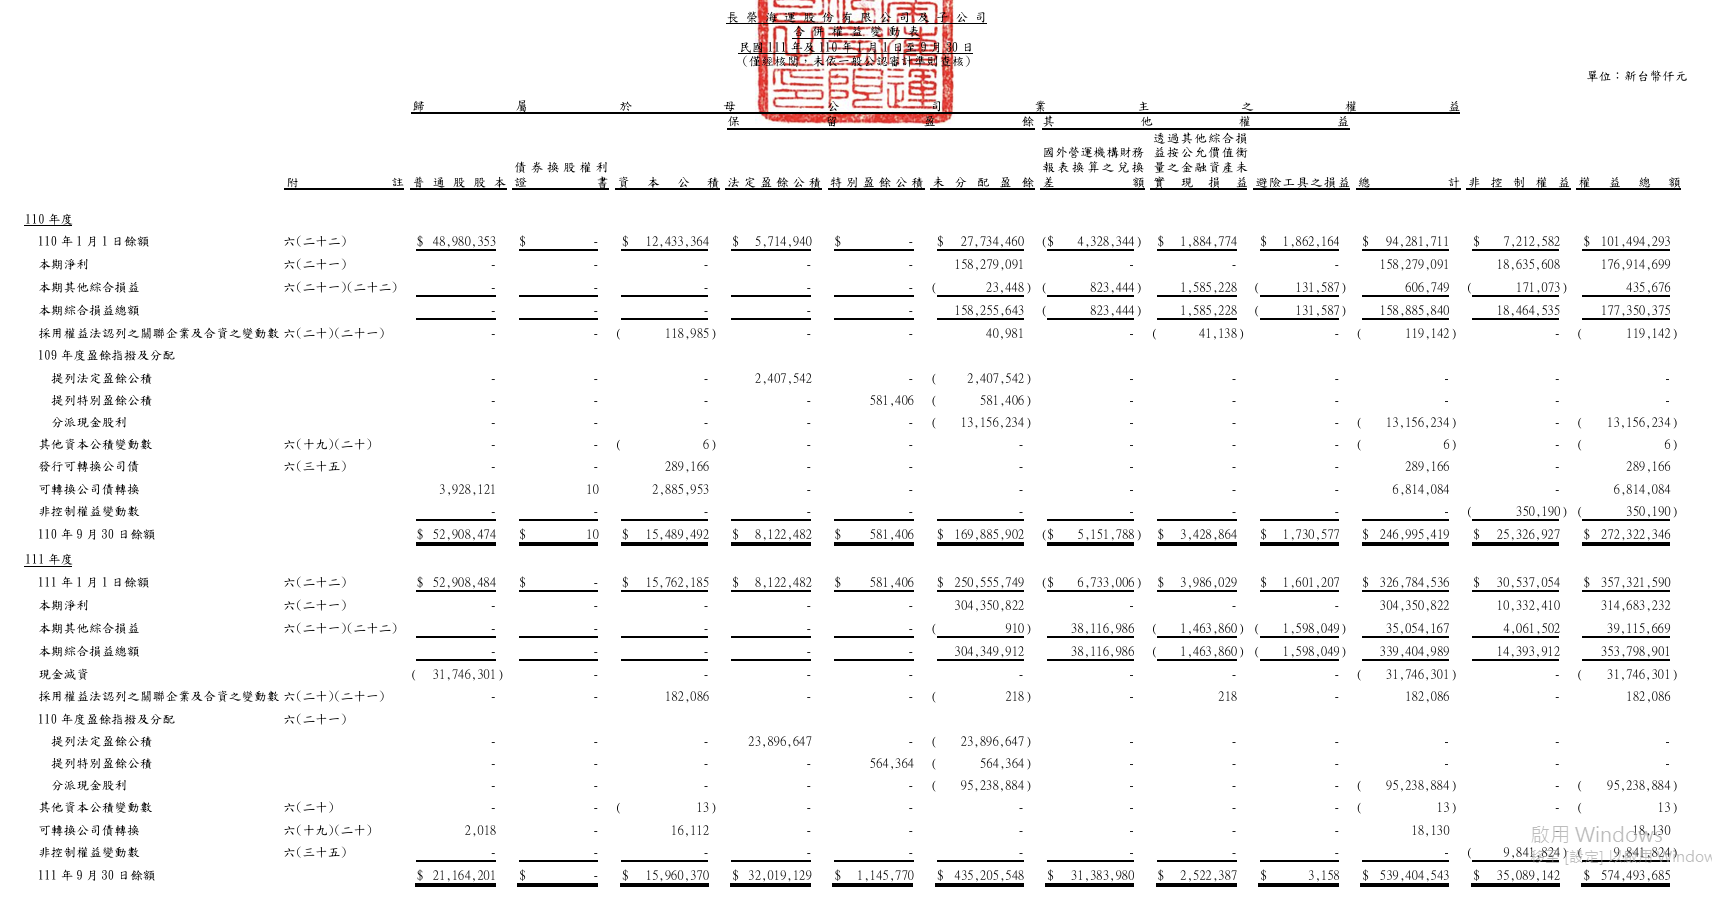 長榮海運股份有限公司及子公司
合併權益變動表
民國111年及110年1月1日至9月30日
(僅經核閱,未依一般公認審計準則查核)
單位:新台幣仟元
歸屬於母公司業主之權益
保留盈餘 其他權益
附註 普通股股本 債券換股權利證書 資本公積 法定盈餘公積 特別盈餘公積 未分配盈餘 國外營運機構財務報表換算之兌換差額 透過其他綜合損益按公允價值衡量之金融資產未實現損益 避險工具之損益 總計 非控制權益 權益總額
110年度
110年1月1日餘額 六(二十二) $ 48,980,353 $ - $ 12,433,364 $ 5,714,940 $ - $ 27,734,460 ($ 4,328,344) $ 1,884,774 $ 1,862,164 $ 94,281,711 $ 7,212,582 $ 101,494,293
本期淨利 六(二十一) - - - - - 158,279,091 - - - 158,279,091 18,635,608 176,914,699
本期其他綜合損益 六(二十一)(二十二) - - - - - ( 23,448) ( 823,444) 1,585,228 ( 131,587) 606,749 ( 171,073) 435,676
本期綜合損益總額 - - - - - 158,255,643 ( 823,444) 1,585,228 ( 131,587) 158,885,840 18,464,535 177,350,375
採用權益法認列之關聯企業及合資之變動數 六(二十)(二十一) - - ( 118,985) - - 40,981 - ( 41,138) - ( 119,142) - ( 119,142)
109年度盈餘指撥及分配
提列法定盈餘公積 - - - 2,407,542 - ( 2,407,542) - - - - - -
提列特別盈餘公積 - - - - 581,406 ( 581,406) - - - - - -
分派現金股利 - - - - - ( 13,156,234) - - - ( 13,156,234) - ( 13,156,234)
其他資本公積變動數 六(十九)(二十) - - ( 6) - - - - - - ( 6) - ( 6)
發行可轉換公司債 六(三十五) - - 289,166 - - - - - - 289,166 - 289,166
可轉換公司債轉換 3,928,121 10 2,885,953 - - - - - - 6,814,084 - 6,814,084
非控制權益變動數 - - - - - - - - - - ( 350,190) ( 350,190)
110年9月30日餘額 $ 52,908,474 $ 10 $ 15,489,492 $ 8,122,482 $ 581,406 $ 169,885,902 ($ 5,151,788) $ 3,428,864 $ 1,730,577 $ 246,995,419 $ 25,326,927 $ 272,322,346
111年度
111年1月1日餘額 六(二十二) $ 52,908,484 $ - $ 15,762,185 $ 8,122,482 $ 581,406 $ 250,555,749 ($ 6,733,006) $ 3,986,029 $ 1,601,207 $ 326,784,536 $ 30,537,054 $ 357,321,590
本期淨利 六(二十一) - - - - - 304,350,822 - - - 304,350,822 10,332,410 314,683,232
本期其他綜合損益 六(二十一)(二十二) - - - - - ( 910) 38,116,986 ( 1,463,860) ( 1,598,049) 35,054,167 4,061,502 39,115,669
本期綜合損益總額 - - - - - 304,349,912 38,116,986 ( 1,463,860) ( 1,598,049) 339,404,989 14,393,912 353,798,901
現金減資 ( 31,746,301) - - - - - - - - ( 31,746,301) - ( 31,746,301)
採用權益法認列之關聯企業及合資之變動數 六(二十)(二十一) - - 182,086 - - ( 218) - 218 - 182,086 - 182,086
110年度盈餘指撥及分配 六(二十一)
提列法定盈餘公積 - - - 23,896,647 - ( 23,896,647) - - - - - -
提列特別盈餘公積 - - - - 564,364 ( 564,364) - - - - - -
分派現金股利 - - - - - ( 95,238,884) - - - ( 95,238,884) - ( 95,238,884)
其他資本公積變動數 六(二十) - - ( 13) - - - - - - ( 13) - ( 13)
可轉換公司債轉換 六(十九)(二十) 2,018 - 16,112 - - - - - - 18,130 - 18,130
非控制權益變動數 六(三十五) - - - - - - - - - - ( 9,841,824) ( 9,841,824)
111年9月30日餘額 $ 21,164,201 $ - $ 15,960,370 $ 32,019,129 $ 1,145,770 $ 435,205,548 $ 31,383,980 $ 2,522,387 $ 3,158 $ 539,404,543 $ 35,089,142 $ 574,493,685
啟用 Windows
[設定] Windows